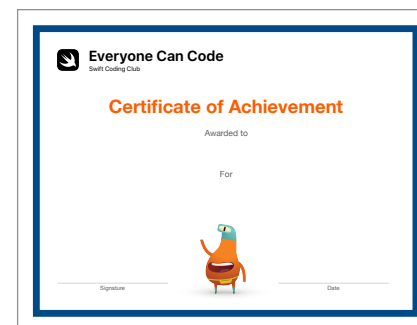 Everyone Can Code
Swift Coding Club
Certificate of Achievement
Awarded to
For
Signature
Date